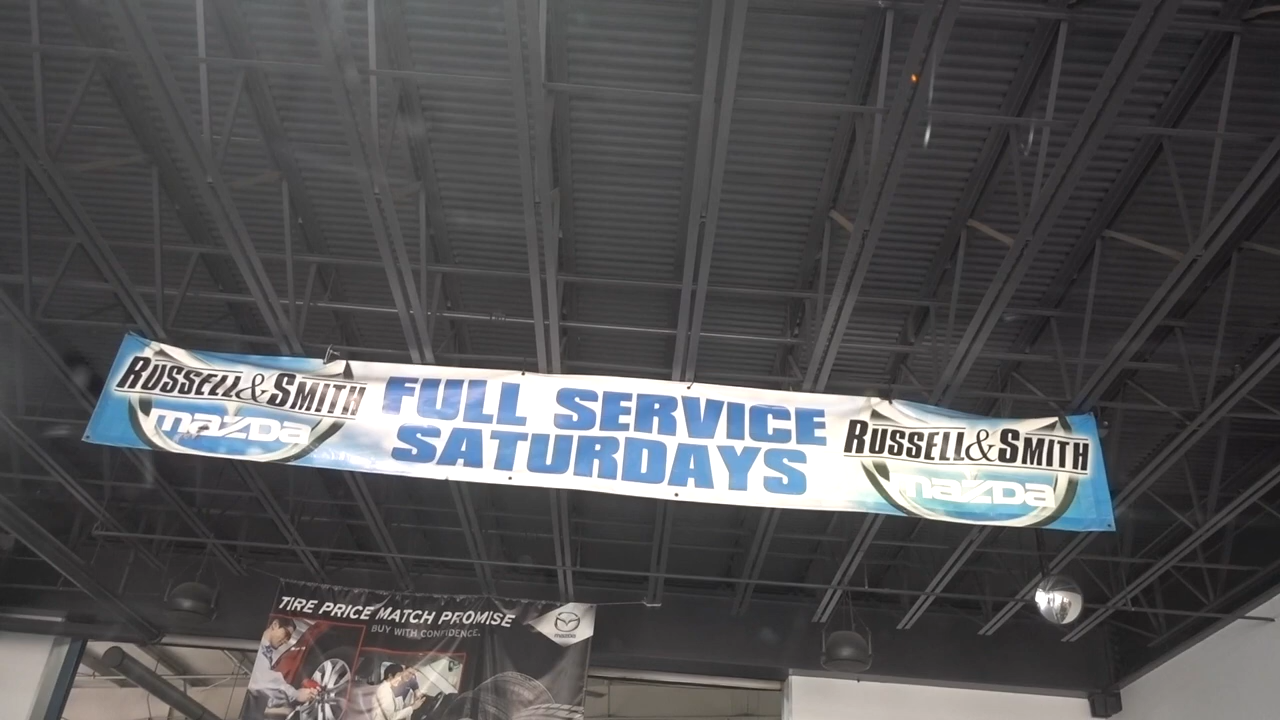 RUSSELL & SMITH
mazda
FULL SERVICE
SATURDAYS
RUSSELL & SMITH
mazda
TIRE PRICE MATCH PROMISE
BUY WITH CONFIDENCE.
mazda